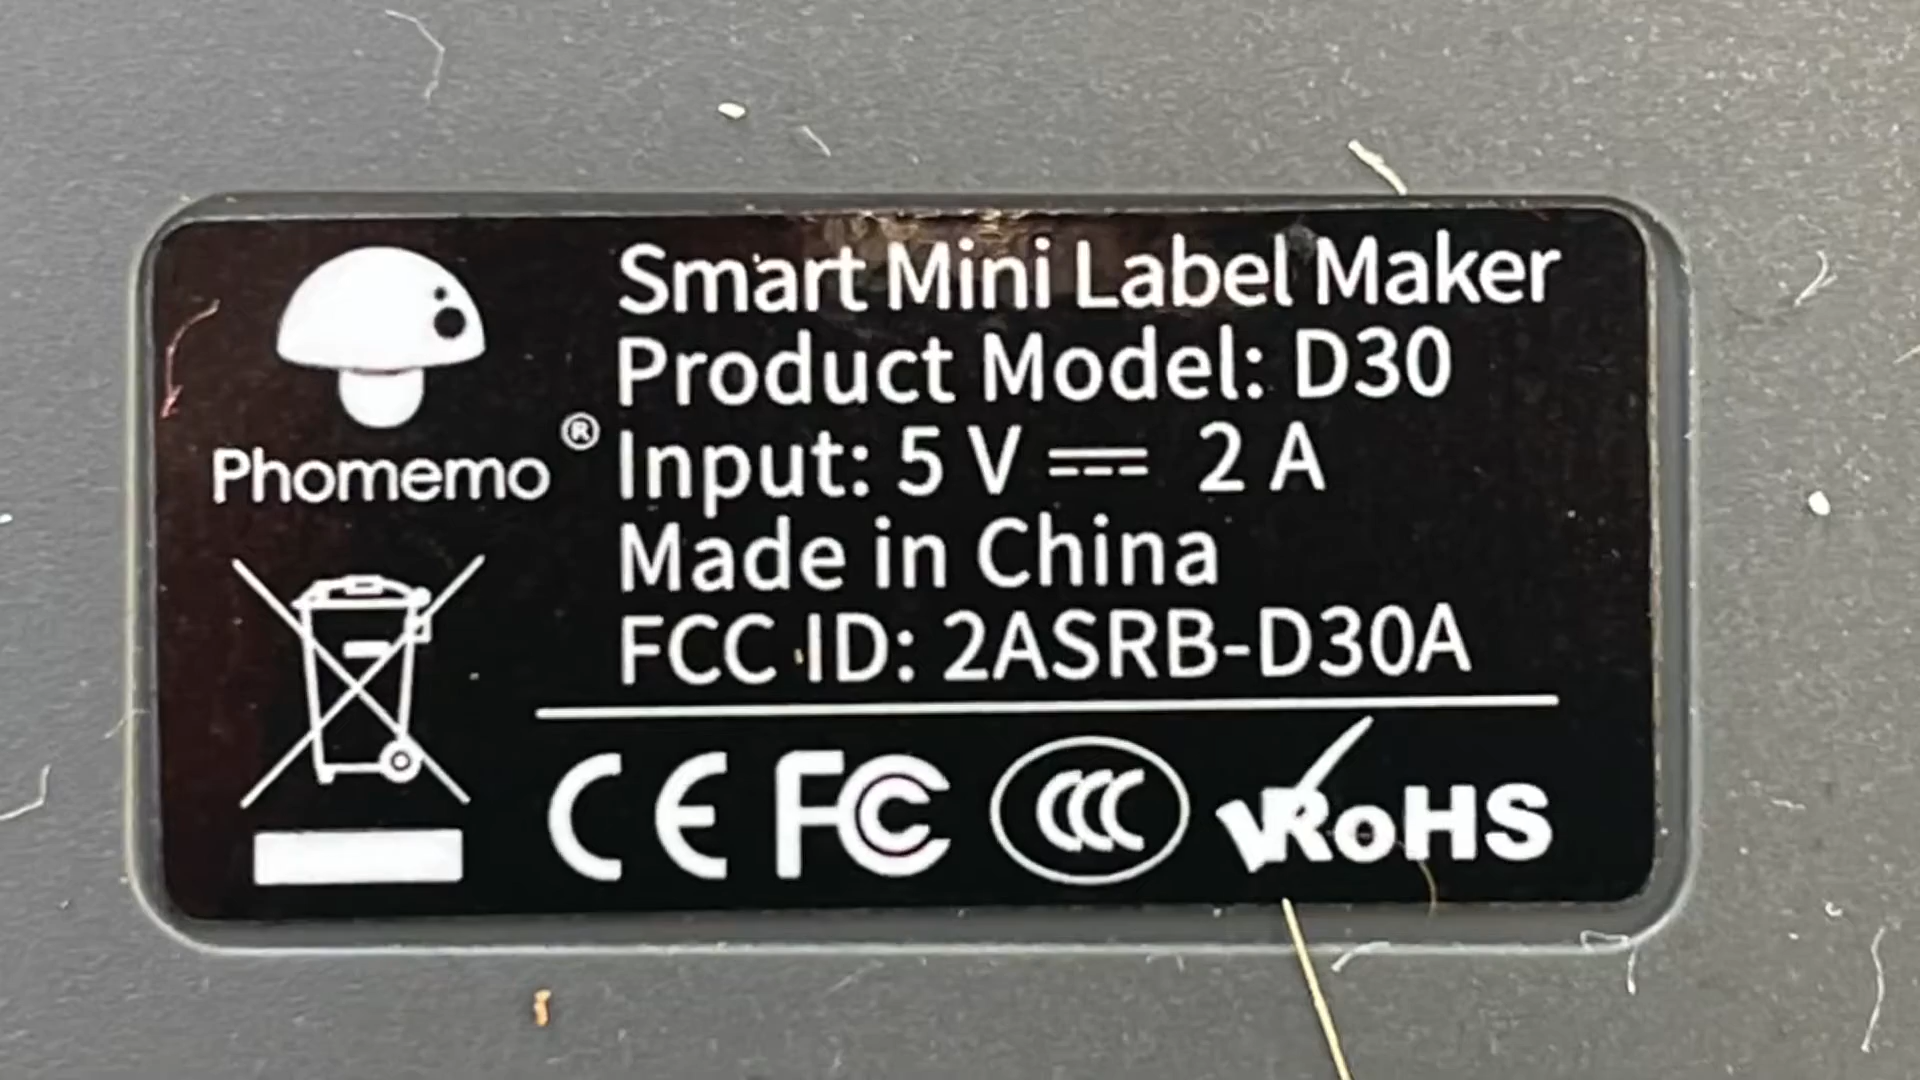 Smart Mini Label Maker
Product Model: D30
Phomemo®
Input: 5 V ⎓ 2 A
Made in China
FCC ID: 2ASRB-D30A
CE FC CCC RoHS